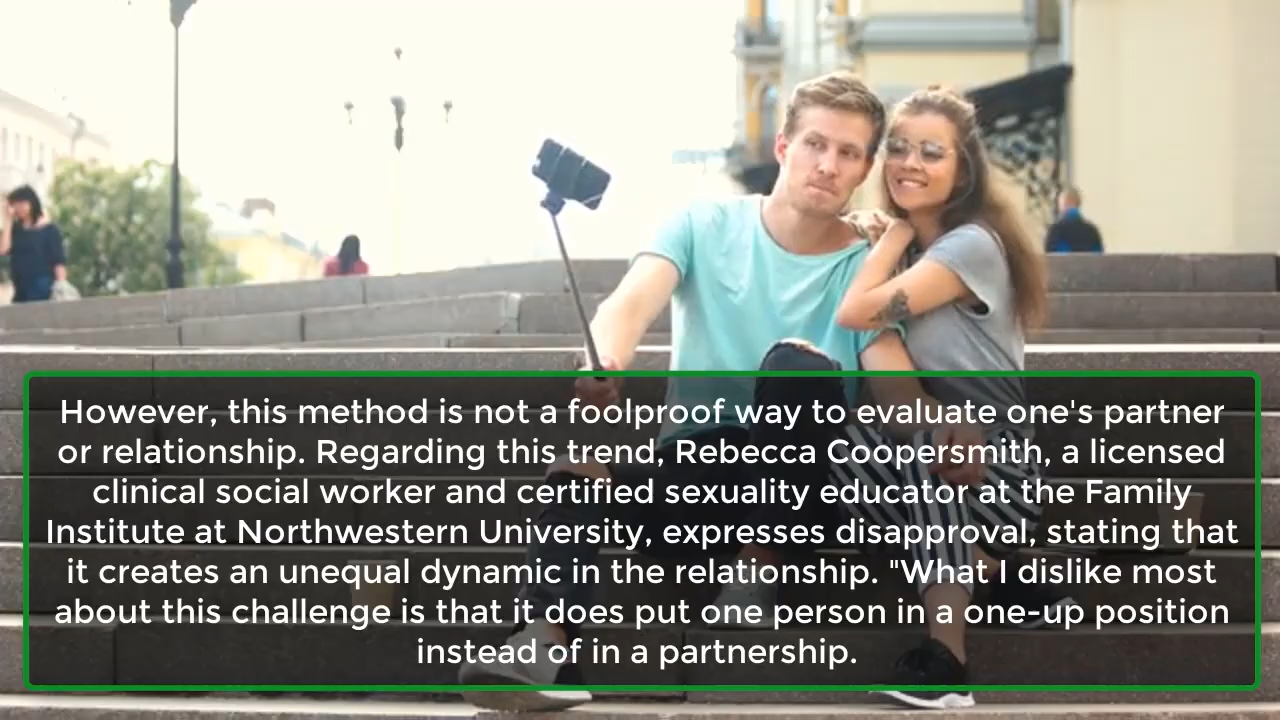 However, this method is not a foolproof way to evaluate one's partner
or relationship. Regarding this trend, Rebecca Coopersmith, a licensed
clinical social worker and certified sexuality educator at the Family
Institute at Northwestern University, expresses disapproval, stating that
it creates an unequal dynamic in the relationship. "What I dislike most
about this challenge is that it does put one person in a one-up position
instead of in a partnership.